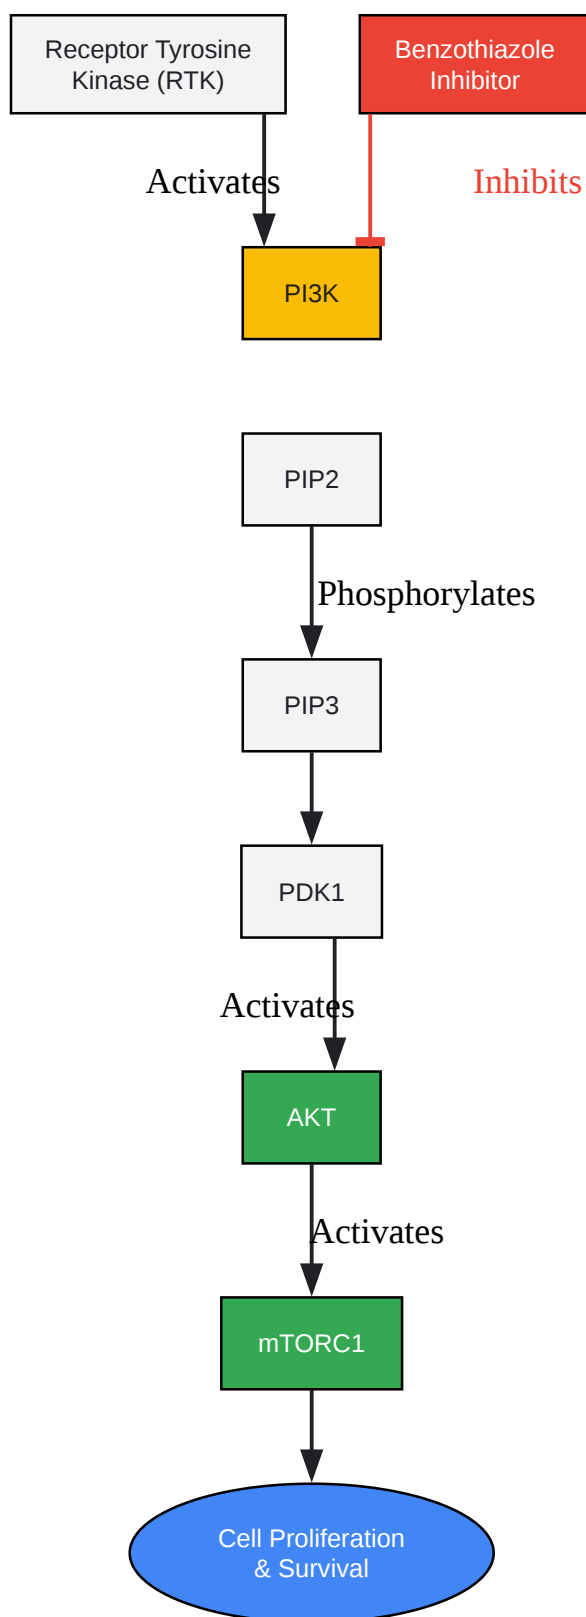 Receptor Tyrosine
Kinase (RTK)
Benzothiazole
Inhibitor
Activates
Inhibits
PI3K
PIP2
Phosphorylates
PIP3
PDK1
Activates
AKT
Activates
mTORC1
Cell Proliferation
& Survival